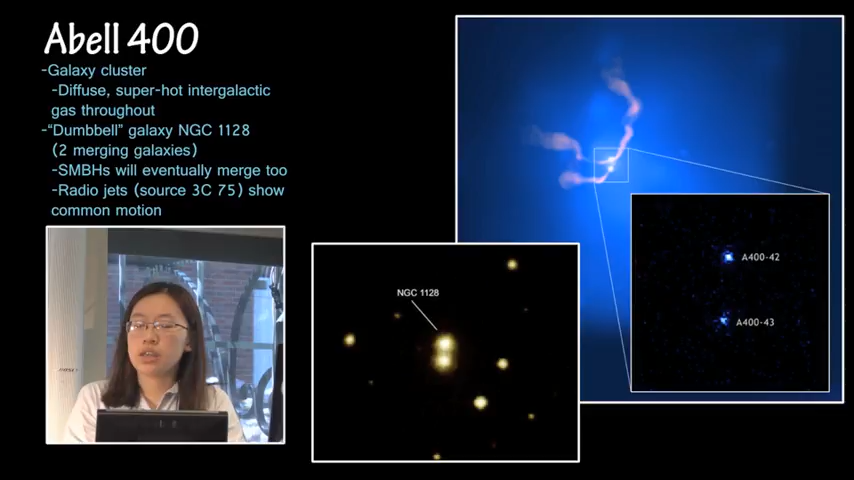 Abell 400
-Galaxy cluster
-Diffuse, super-hot intergalactic
gas throughout
-"Dumbbell" galaxy NGC 1128
(2 merging galaxies)
-SMBHs will eventually merge too
-Radio jets (source 3C 75) show
common motion
NGC 1128
A400-42
A400-43